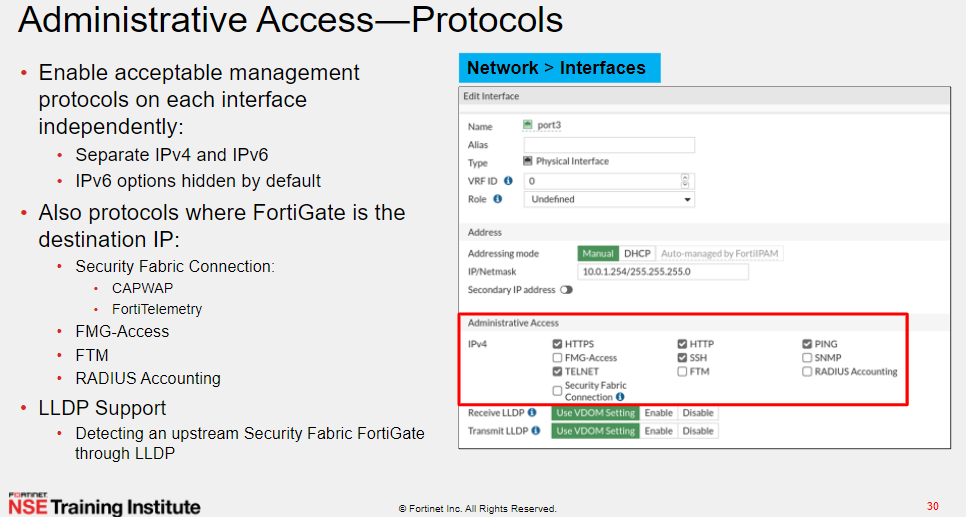 Administrative Access—Protocols
• Enable acceptable management
protocols on each interface
independently:
• Separate IPv4 and IPv6
• IPv6 options hidden by default
• Also protocols where FortiGate is the
destination IP:
• Security Fabric Connection:
• CAPWAP
• FortiTelemetry
• FMG-Access
• FTM
• RADIUS Accounting
• LLDP Support
• Detecting an upstream Security Fabric FortiGate
through LLDP
Network > Interfaces
Edit Interface
Name port3
Alias
Type Physical Interface
VRF ID 0
Role Undefined
Address
Addressing mode Manual DHCP Auto-managed by FortiIPAM
IP/Netmask 10.0.1.254/255.255.255.0
Secondary IP address
Administrative Access
IPv4 HTTPS HTTP PING
FMG-Access SSH SNMP
TELNET FTM RADIUS Accounting
Security Fabric
Connection
Receive LLDP Use VDOM Setting Enable Disable
Transmit LLDP Use VDOM Setting Enable Disable
FORTINET
NSE Training Institute
© Fortinet Inc. All Rights Reserved.
30